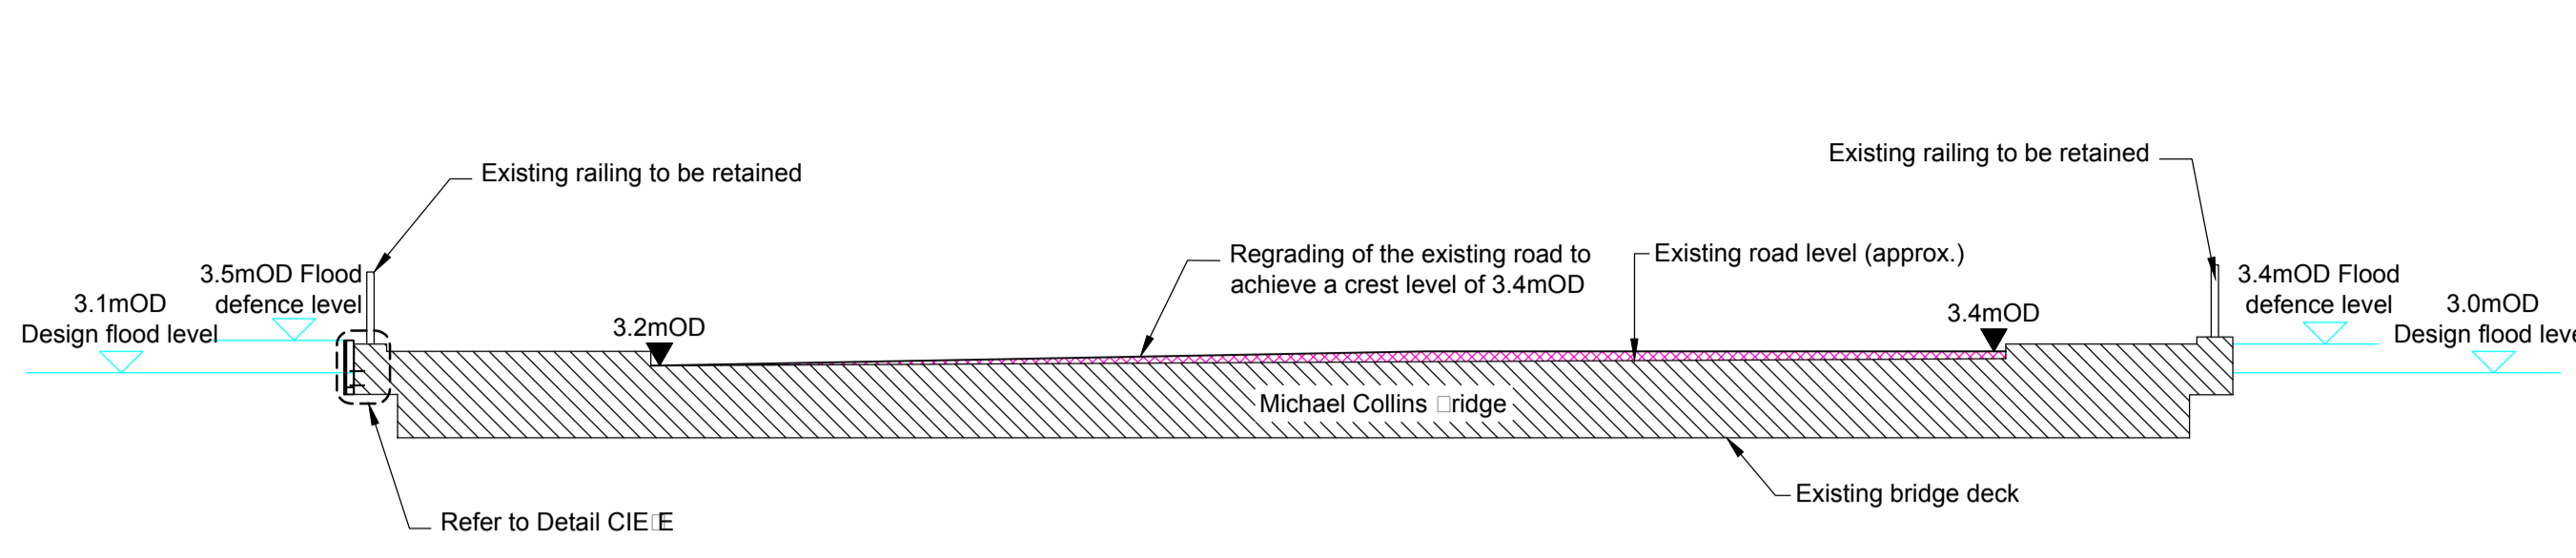 Existing railing to be retained
Existing railing to be retained
Regrading of the existing road to
achieve a crest level of 3.4mOD
Existing road level (approx.)
3.5mOD Flood
defence level
3.1mOD
Design flood level
3.2mOD
3.4mOD
3.4mOD Flood
defence level
3.0mOD
Design flood leve
Michael Collins □ridge
Existing bridge deck
Refer to Detail CIE□E